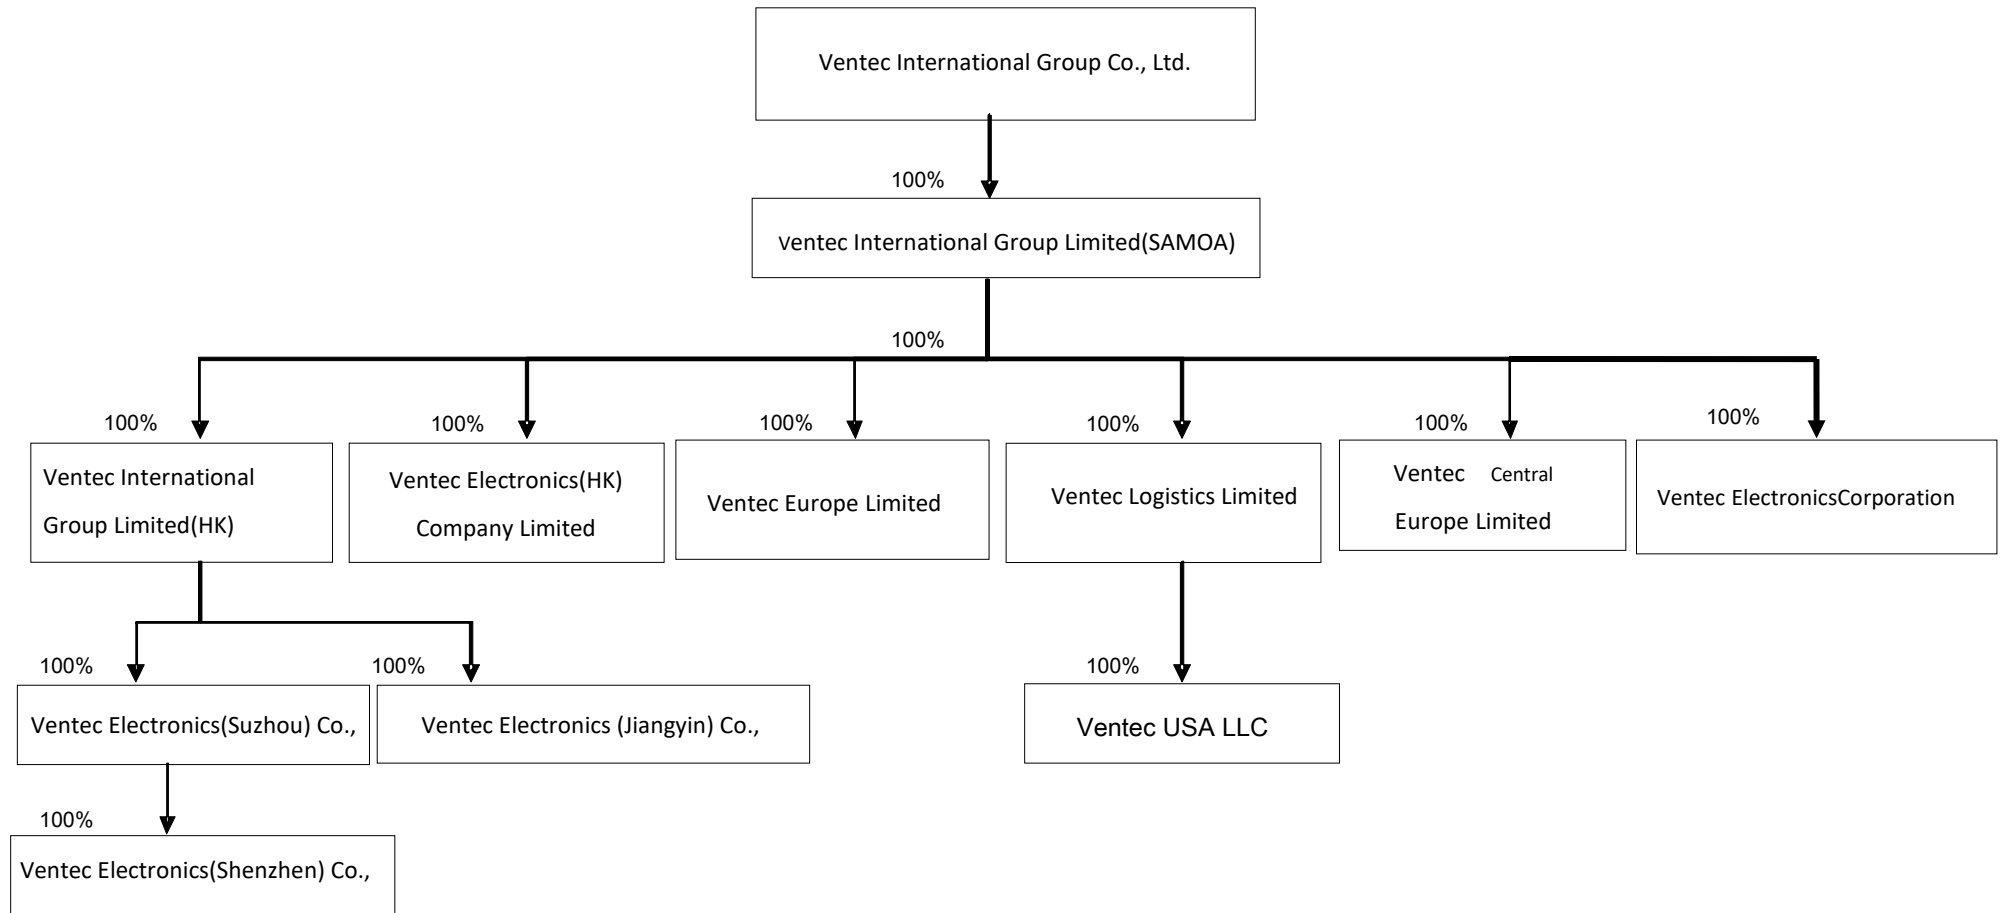 Ventec International Group Co., Ltd.
100%
Ventec International Group Limited(SAMOA)
100%
100%
100%
100%
100%
100%
100%
Ventec International
Group Limited(HK)
Ventec Electronics(HK)
Company Limited
Ventec Europe Limited
Ventec Logistics Limited
Ventec Central
Europe Limited
Ventec ElectronicsCorporation
100%
100%
100%
Ventec Electronics(Suzhou) Co.,
Ventec Electronics (Jiangyin) Co.,
Ventec USA LLC
100%
Ventec Electronics(Shenzhen) Co.,